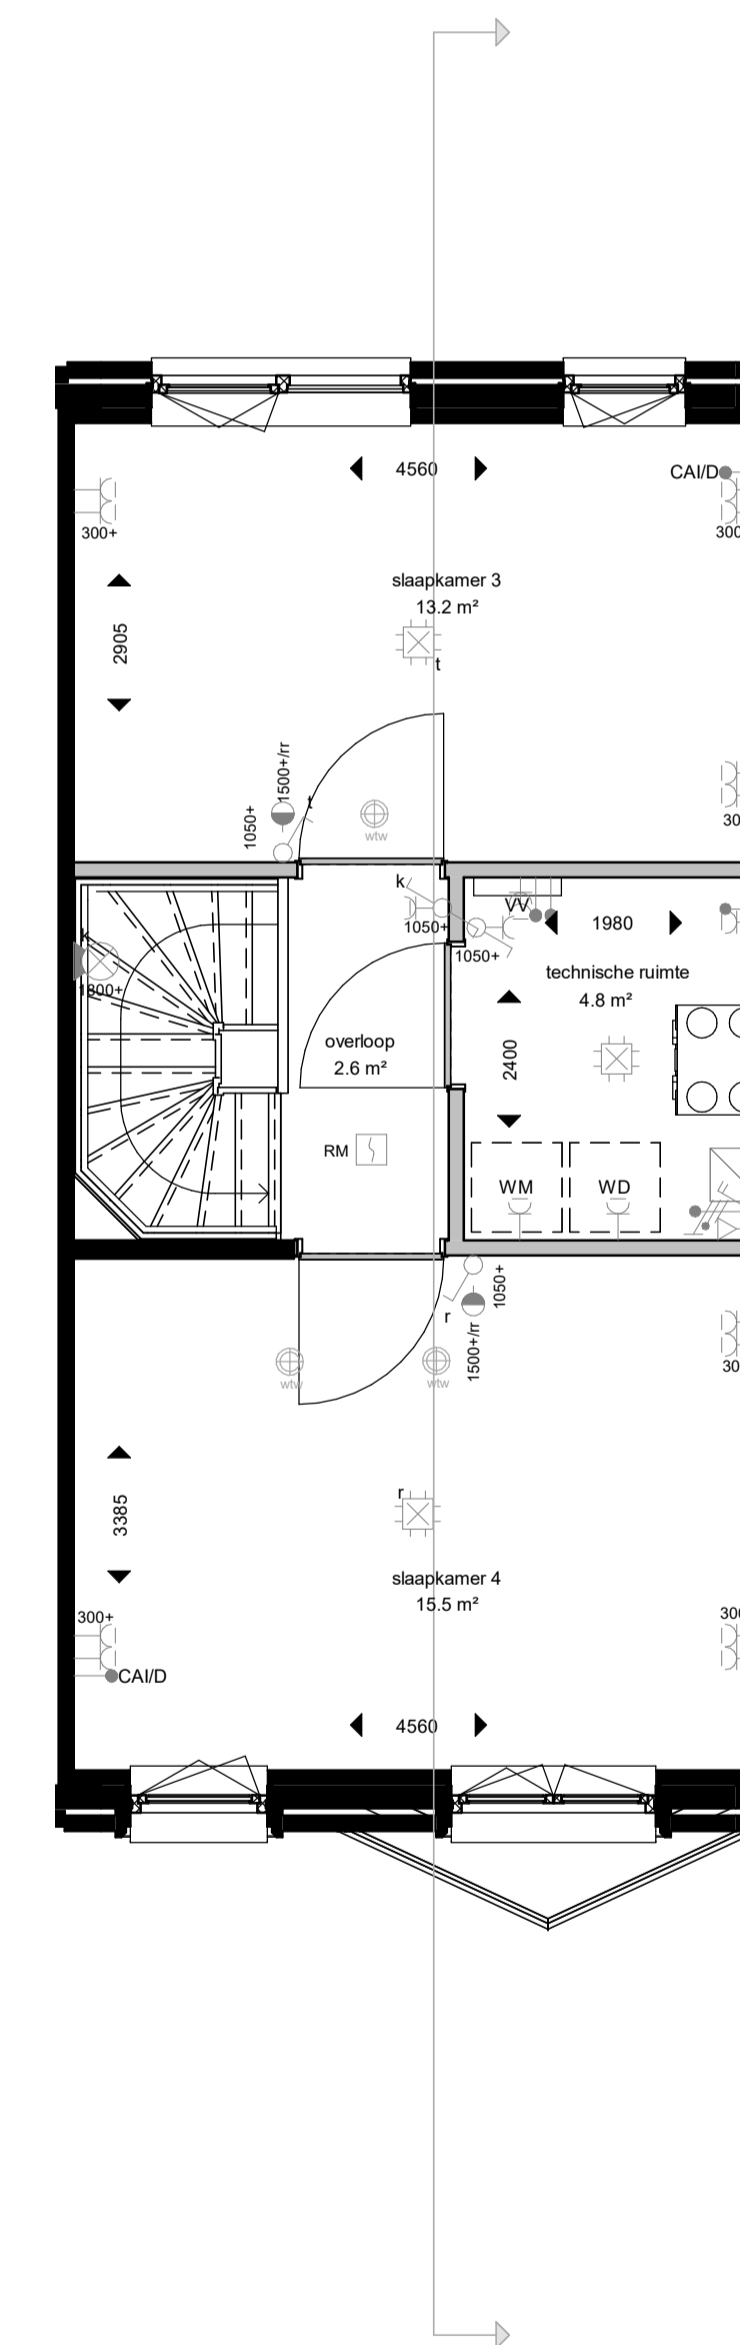 4560
CAI/D
300+
300
slaapkamer 3
13.2 m²
2905
t
1500+/rr
t
1050+
wtw
30
k
VV
1050+
1980
1050+
1800+
technische ruimte
4.8 m²
overloop
2.6 m²
2400
RM
WM
WD
1050+
r
1500+/rr
wtw
wtw
30
3385
r
slaapkamer 4
15.5 m²
300+
300
CAI/D
4560